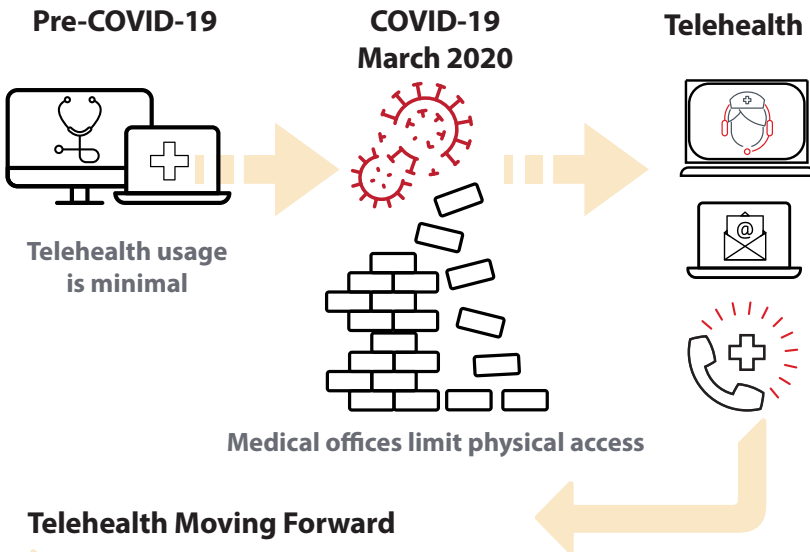 Pre-COVID-19
COVID-19
March 2020
Telehealth
Telehealth usage
is minimal
@
Medical offices limit physical access
Telehealth Moving Forward